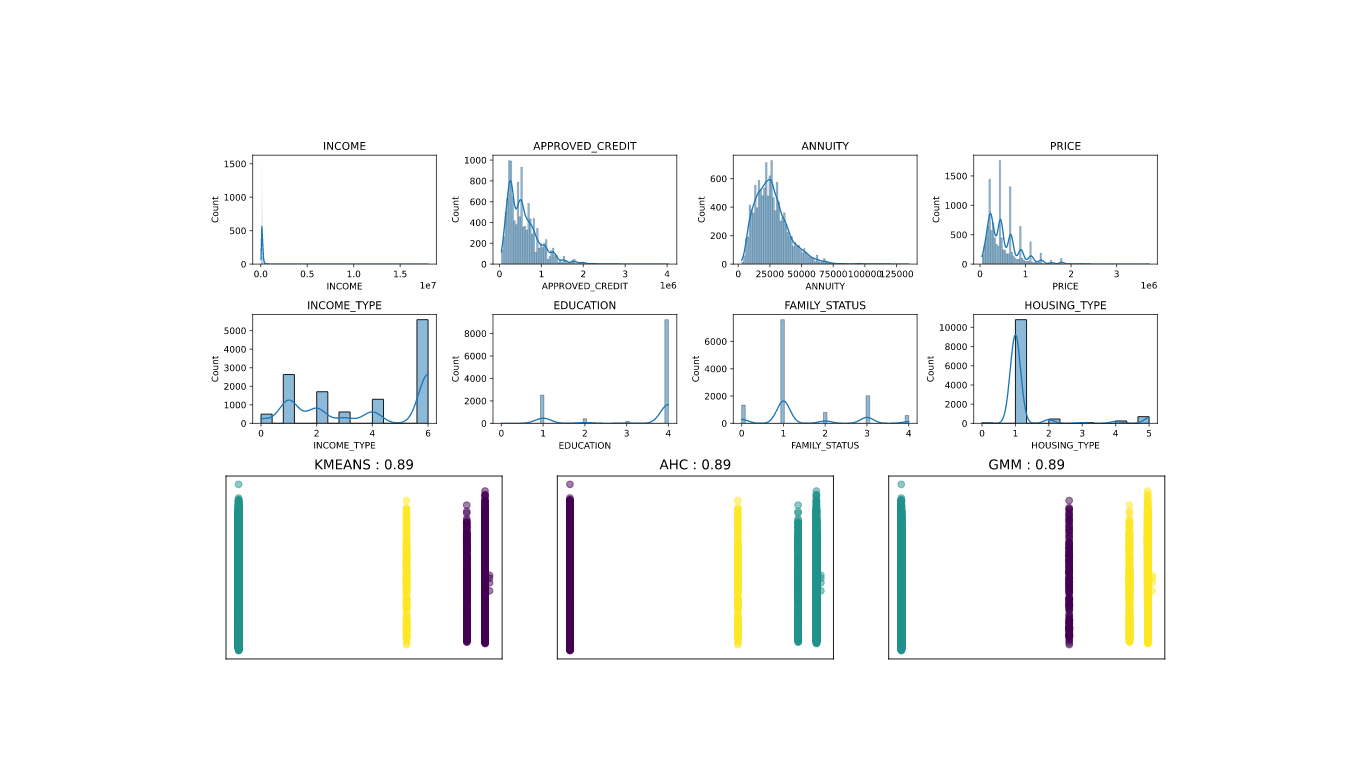 INCOME APPROVED_CREDIT ANNUITY PRICE
1500 1000 800 600 400 200 0 600 400 200 0 1500 1000 500 0
1000
500
0
Count Count Count Count
0.0 0.5 1.0 1.5 0 1 2 3 4 0 25000 50000 75000 100000 125000 0 1 2 3
INCOME 1e7 APPROVED_CREDIT 1e6 ANNUITY PRICE 1e6
INCOME_TYPE EDUCATION FAMILY_STATUS HOUSING_TYPE
5000 8000 6000 10000
4000 6000 4000 8000
3000 4000 2000 6000
2000 2000 0 4000
1000 0 2000
0 0
Count Count Count Count
0 2 4 6 0 1 2 3 4 0 1 2 3 4 0 1 2 3 4 5
INCOME_TYPE EDUCATION FAMILY_STATUS HOUSING_TYPE
KMEANS : 0.89 AHC : 0.89 GMM : 0.89